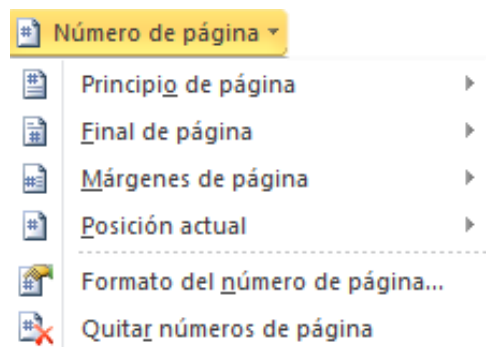 Número de página
Principio de página
Final de página
Márgenes de página
Posición actual
Formato del número de página...
Quitar números de página